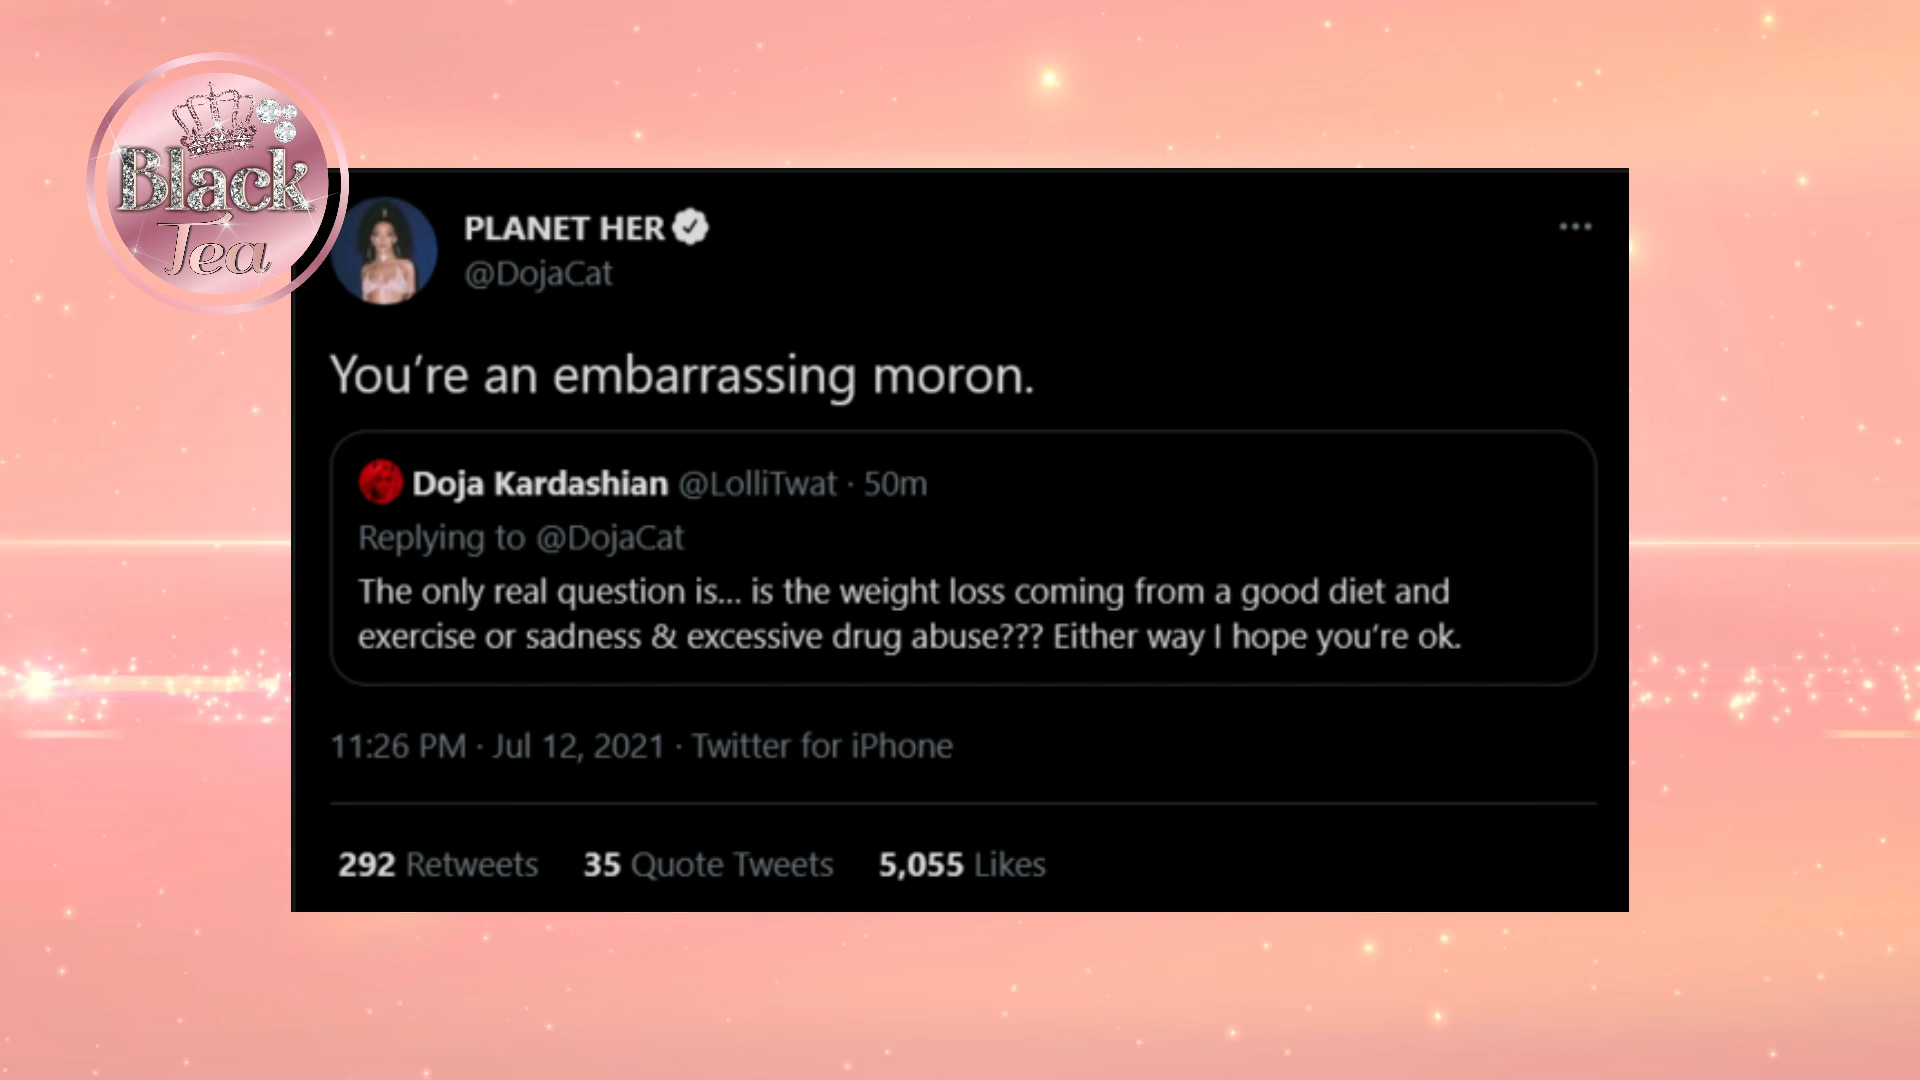 Black
Tea
PLANET HER
@DojaCat
You’re an embarrassing moron.
Doja Kardashian @LolliTwat · 50m
Replying to @DojaCat
The only real question is... is the weight loss coming from a good diet and
exercise or sadness & excessive drug abuse??? Either way I hope you’re ok.
11:26 PM · Jul 12, 2021 · Twitter for iPhone
292 Retweets 35 Quote Tweets 5,055 Likes